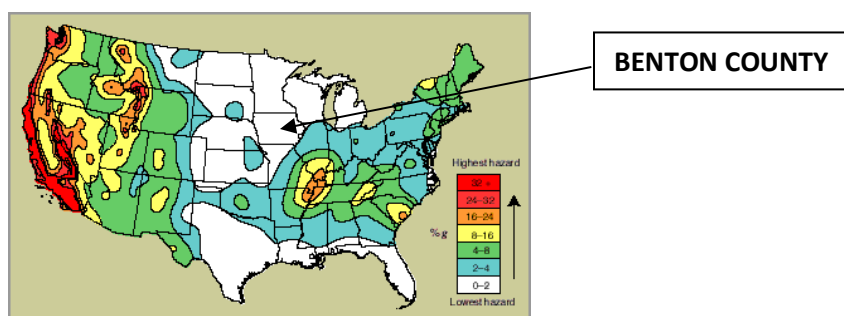 BENTON COUNTY
Highest hazard
32 +
24–32
16–24
% g
8–16
4–8
2–4
0–2
Lowest hazard